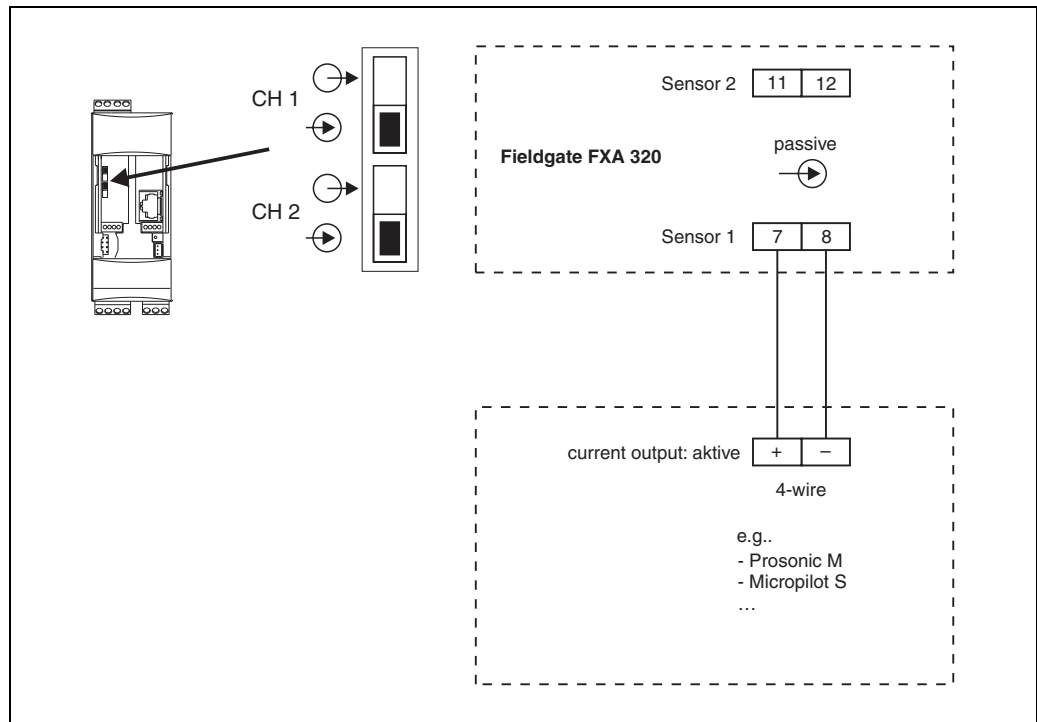 CH 1
CH 2
Sensor 2 11 12
Fieldgate FXA 320
passive
Sensor 1 7 8
current output: aktive + –
4-wire
e.g..
- Prosonic M
- Micropilot S
…